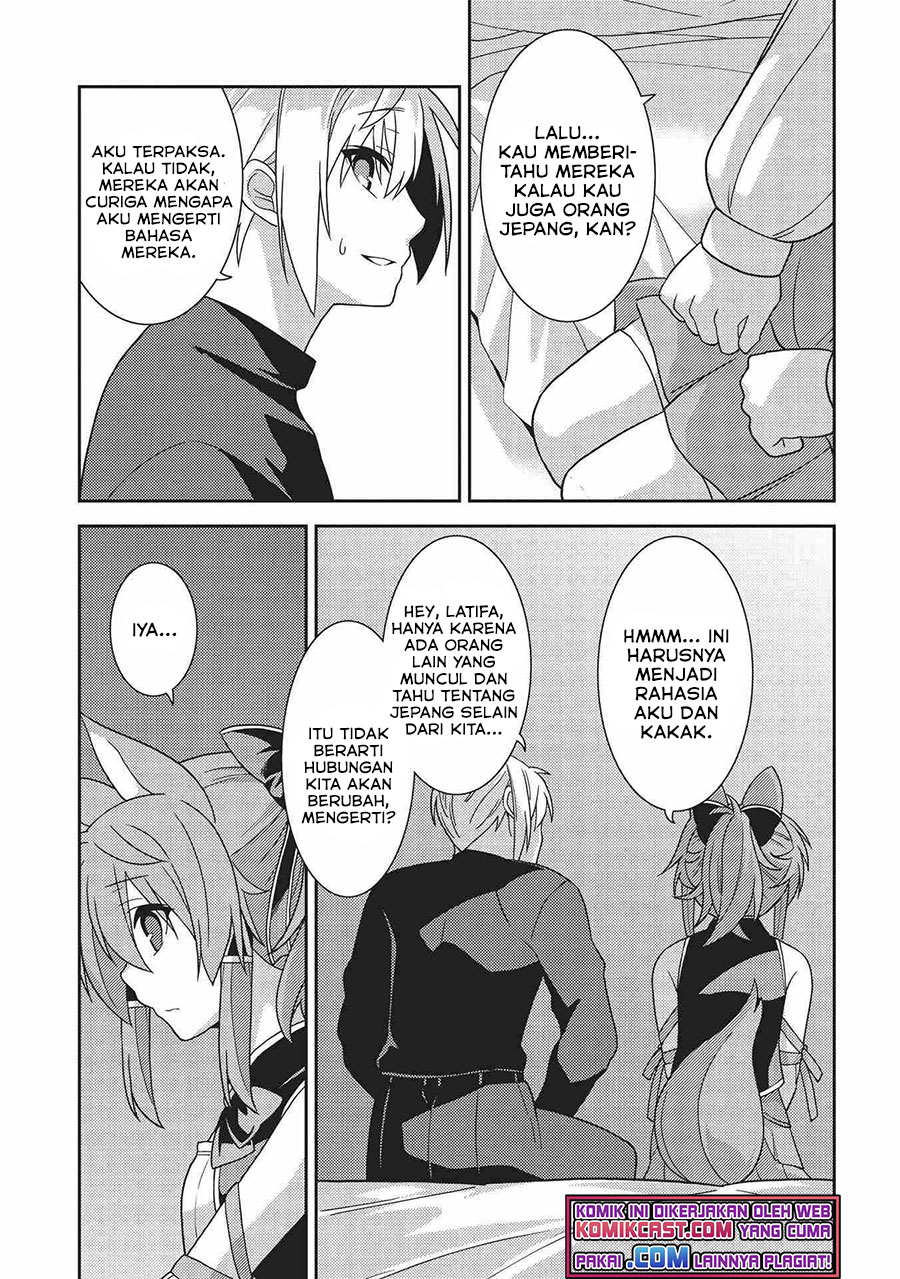 LALU...
KAU MEMBERI-
TAHU MEREKA
KALAU KAU
JUGA ORANG
JEPANG, KAN?
AKU TERPAKSA.
KALAU TIDAK,
MEREKA AKAN
CURIGA MENGAPA
AKU MENGERTI
BAHASA
MEREKA.
HMMM... INI
HARUSNYA
MENJADI
RAHASIA
AKU DAN
KAKAK.
HEY, LATIFA,
HANYA KARENA
ADA ORANG
LAIN YANG
MUNCUL DAN
TAHU TENTANG
JEPANG SELAIN
DARI KITA...
ITU TIDAK
BERARTI
HUBUNGAN
KITA AKAN
BERUBAH,
MENGERTI?
IYA...
KOMIK INI DIKERJAKAN OLEH WEB
KOMIKCAST.COM YANG CUMA
PAKAI .COM LAINNYA PLAGIAT!